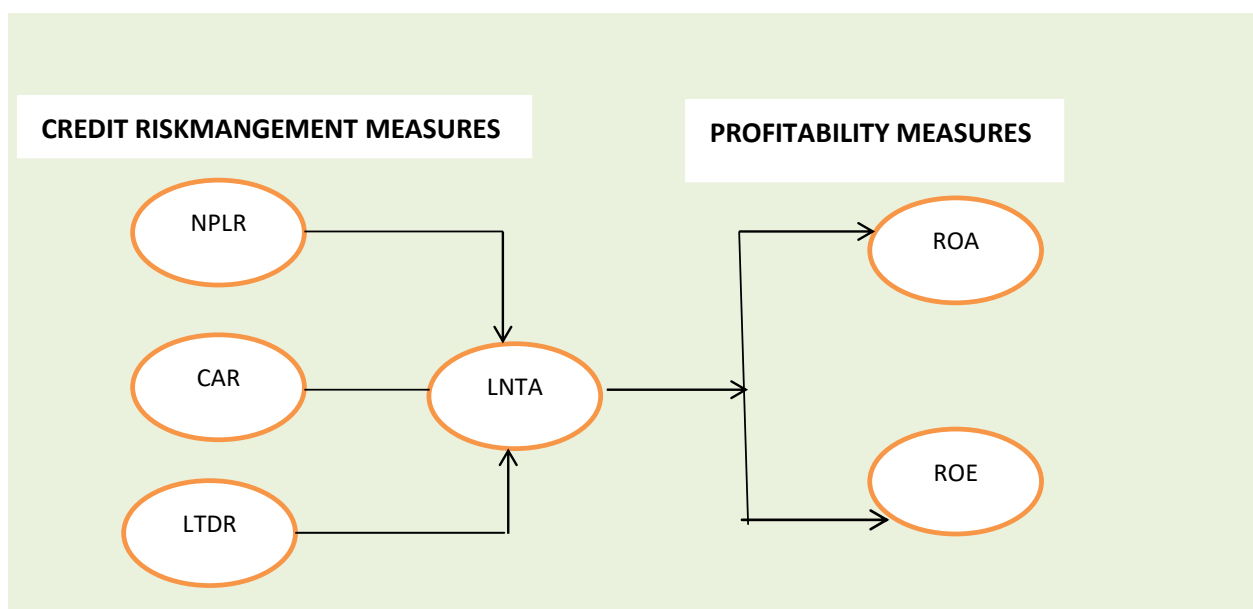 CREDIT RISKMANGEMENT MEASURES
PROFITABILITY MEASURES
NPLR
ROA
CAR
LNTA
ROE
LTDR